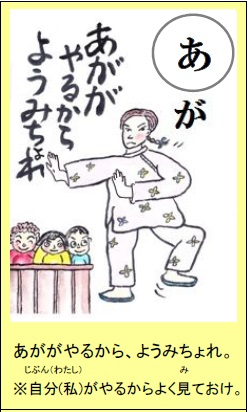 あ
が
あがが
やるから
ようみちょれ
あががやるから、ようみちょれ。
じぶん(わたし) み
※自分(私)がやるからよく見ておけ。